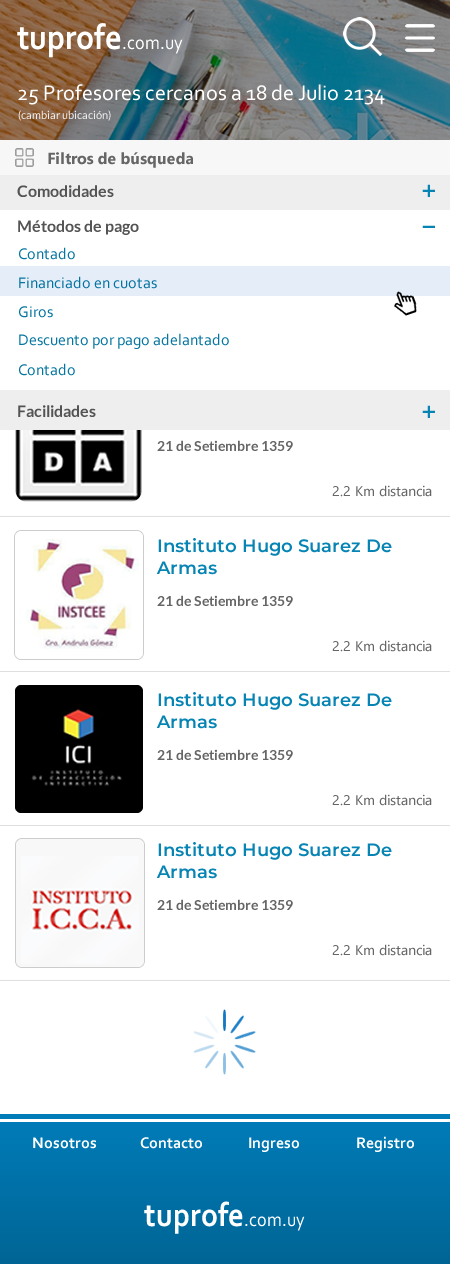 tuprofe.com.uy
25 Profesores cercanos a 18 de Julio 2134
(cambiar ubicación)
Filtros de búsqueda
Comodidades +
Métodos de pago −
Contado
Financiado en cuotas
Giros
Descuento por pago adelantado
Contado
Facilidades +
D A
21 de Setiembre 1359
2.2 Km distancia
Instituto Hugo Suarez De
Armas
INSTCEE
Cra. Andrula Gómez
21 de Setiembre 1359
2.2 Km distancia
Instituto Hugo Suarez De
Armas
ICI
INSTITUTO
DE CAPACITACIÓN
INTERACTIVA
21 de Setiembre 1359
2.2 Km distancia
Instituto Hugo Suarez De
Armas
INSTITUTO
I.C.C.A.
21 de Setiembre 1359
2.2 Km distancia
Nosotros Contacto Ingreso Registro
tuprofe.com.uy